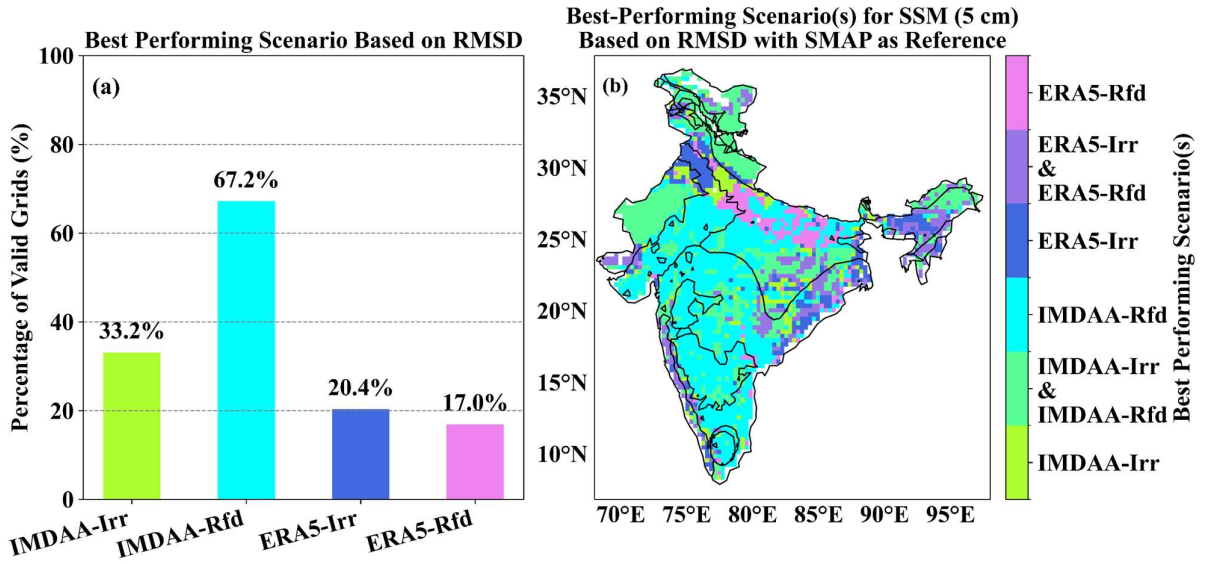 Best Performing Scenario Based on RMSD
Percentage of Valid Grids (%)
100
80
60
40
20
0
(a)
33.2%
67.2%
20.4%
17.0%
IMDAA-Irr
IMDAA-Rfd
ERA5-Irr
ERA5-Rfd
Best-Performing Scenario(s) for SSM (5 cm)
Based on RMSD with SMAP as Reference
(b)
35°N
30°N
25°N
20°N
15°N
10°N
70°E
75°E
80°E
85°E
90°E
95°E
ERA5-Rfd
ERA5-Irr
&
ERA5-Rfd
ERA5-Irr
IMDAA-Rfd
IMDAA-Irr
&
IMDAA-Rfd
IMDAA-Irr
Best Performing Scenario(s)